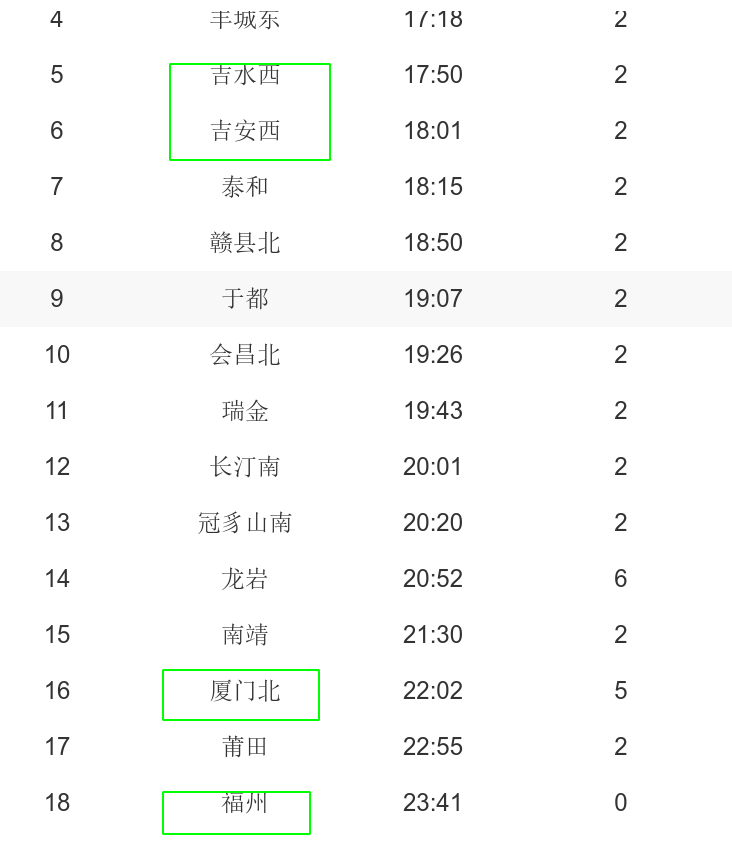 4 丰城东 17:18 2
5 吉水西 17:50 2
6 吉安西 18:01 2
7 泰和 18:15 2
8 赣县北 18:50 2
9 于都 19:07 2
10 会昌北 19:26 2
11 瑞金 19:43 2
12 长汀南 20:01 2
13 冠豸山南 20:20 2
14 龙岩 20:52 6
15 南靖 21:30 2
16 厦门北 22:02 5
17 莆田 22:55 2
18 福州 23:41 0